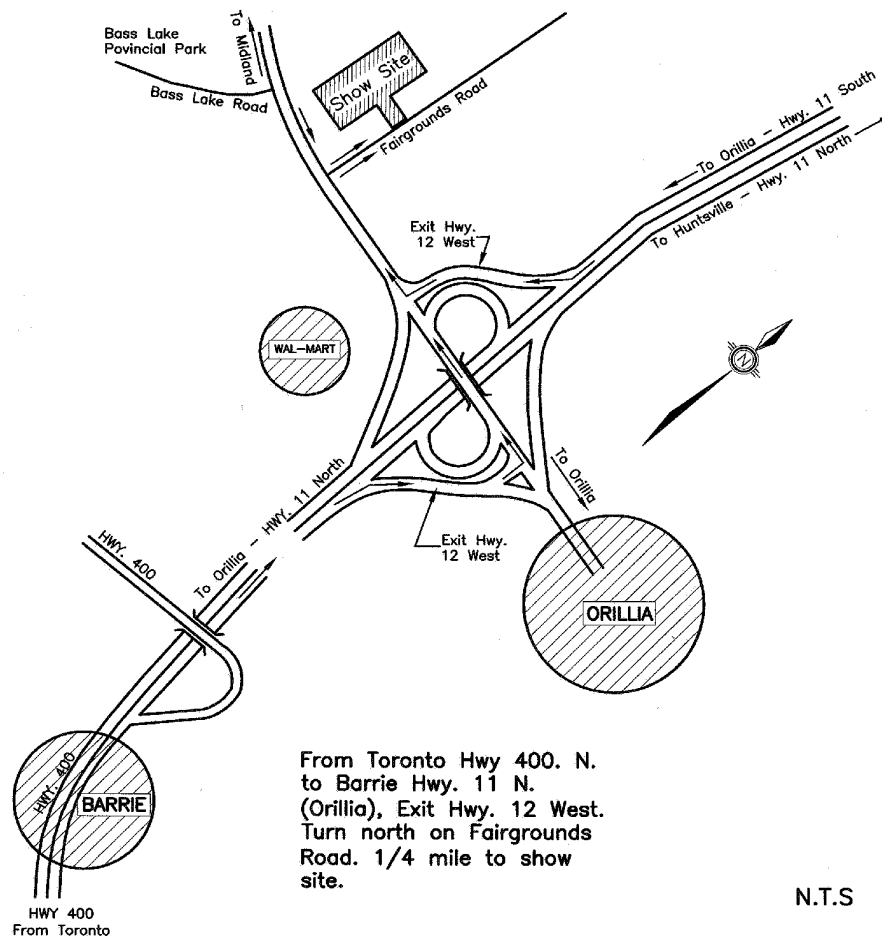 Bass Lake
Povincial Park
To Midland
Bass Lake Road
Show Site
Fairgrounds Road
To Orillia - Hwy. 11 South
To Huntsville - Hwy. 11 North
Exit Hwy.
12 West
WAL-MART
N
To Orillia - HWY. 11 North
To Orillia
Exit Hwy.
12 West
HWY. 400
To Orillia
ORILLIA
HWY. 400
BARRIE
From Toronto Hwy 400. N.
to Barrie Hwy. 11 N.
(Orillia), Exit Hwy. 12 West.
Turn north on Fairgrounds
Road. 1/4 mile to show
site.
N.T.S
HWY 400
From Toronto